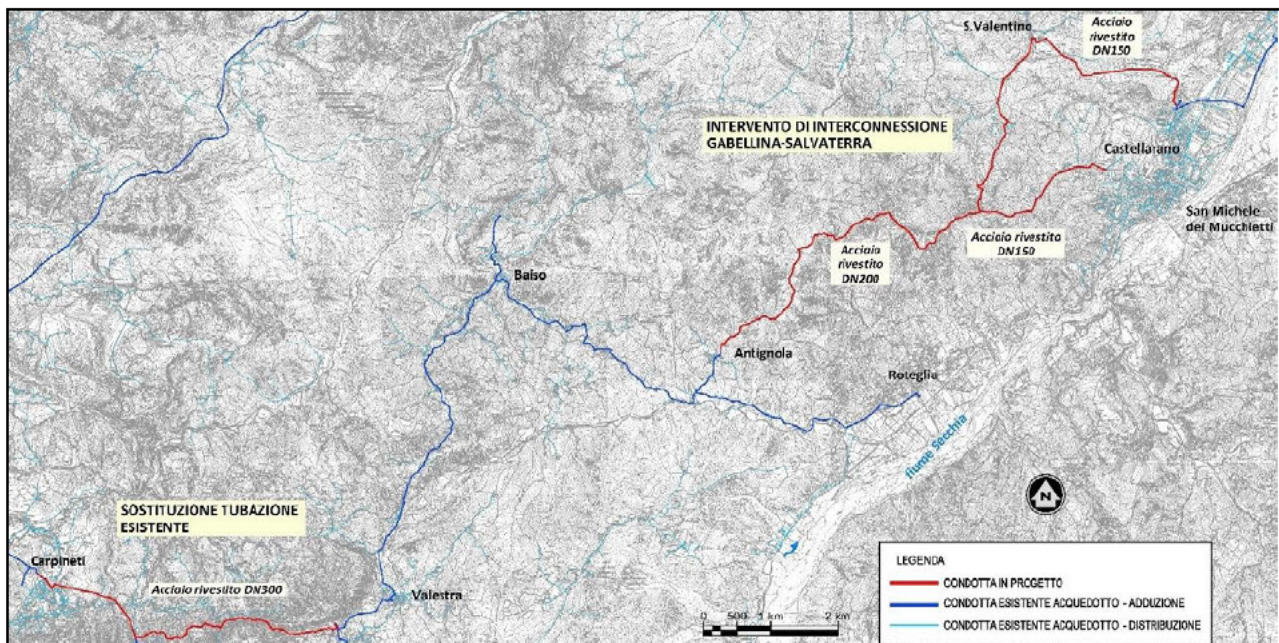 S.Valentino
Acciaio
rivestito
DN150
INTERVENTO DI INTERCONNESSIONE
GABELLINA-SALVATERRA
Castellarano
San Michele
dei Mucchietti
Acciaio
rivestito
DN200
Acciaio rivestito
DN150
Baiso
Antignola
Roteglia
fiume Secchia
N
SOSTITUZIONE TUBAZIONE
ESISTENTE
Carpineti
Acciaio rivestito DN300
Valestra
0 500 1 km 2 km
LEGENDA
CONDOTTA IN PROGETTO
CONDOTTA ESISTENTE ACQUEDOTTO - ADDUZIONE
CONDOTTA ESISTENTE ACQUEDOTTO - DISTRIBUZIONE